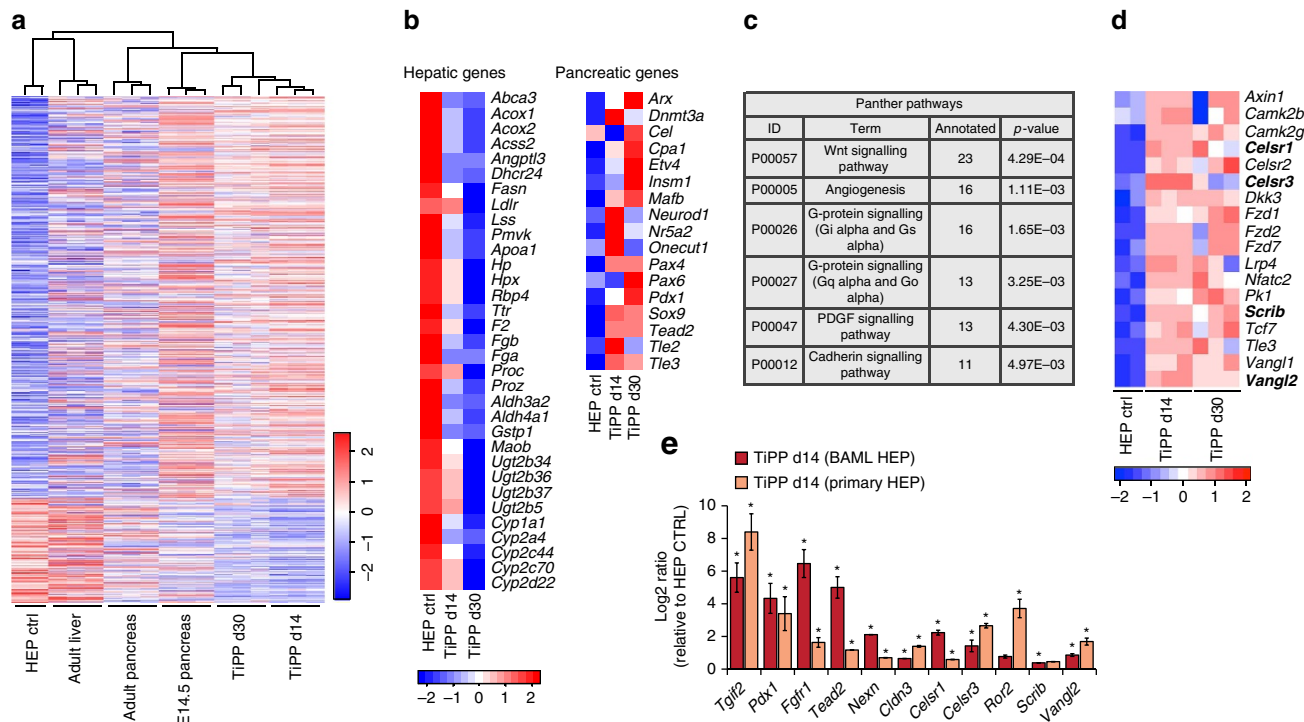 a
HEP ctrl
Adult liver
Adult pancreas
E14.5 pancreas
TiPP d30
TiPP d14
2
1
0
−1
−2
b
Hepatic genes
Abca3
Acox1
Acox2
Acss2
Angptl3
Dhcr24
Fasn
Ldlr
Lss
Pmvk
Apoa1
Hp
Hpx
Rbp4
Ttr
F2
Fgb
Fga
Proc
Proz
Aldh3a2
Aldh4a1
Gstp1
Maob
Ugt2b34
Ugt2b36
Ugt2b37
Ugt2b5
Cyp1a1
Cyp2a4
Cyp2c44
Cyp2c70
Cyp2d22
HEP ctrl
TiPP d14
TiPP d30
−2 −1 0 1 2
Pancreatic genes
Arx
Dnmt3a
Cel
Cpa1
Etv4
Insm1
Mafb
Neurod1
Nr5a2
Onecut1
Pax4
Pax6
Pdx1
Sox9
Tead2
Tle2
Tle3
HEP ctrl
TiPP d14
TiPP d30
c
Panther pathways
ID Term Annotated p-value
P00057 Wnt signalling pathway 23 4.29E−04
P00005 Angiogenesis 16 1.11E−03
P00026 G-protein signalling (Gi alpha and Gs alpha) 16 1.65E−03
P00027 G-protein signalling (Gq alpha and Go alpha) 13 3.25E−03
P00047 PDGF signalling pathway 13 4.30E−03
P00012 Cadherin signalling pathway 11 4.97E−03
d
Axin1
Camk2b
Camk2g
Celsr1
Celsr2
Celsr3
Dkk3
Fzd1
Fzd2
Fzd7
Lrp4
Nfatc2
Pk1
Scrib
Tcf7
Tle3
Vangl1
Vangl2
HEP ctrl
TiPP d14
TiPP d30
−2 −1 0 1 2
e
TiPP d14 (BAML HEP)
TiPP d14 (primary HEP)
Log2 ratio
(relative to HEP CTRL)
10
8
6
4
2
0
* * * * * * * * * * * * * * * * * * * *
Tgif2
Pdx1
Fgfr1
Tead2
Nexn
Cldn3
Celsr1
Celsr3
Ror2
Scrib
Vangl2